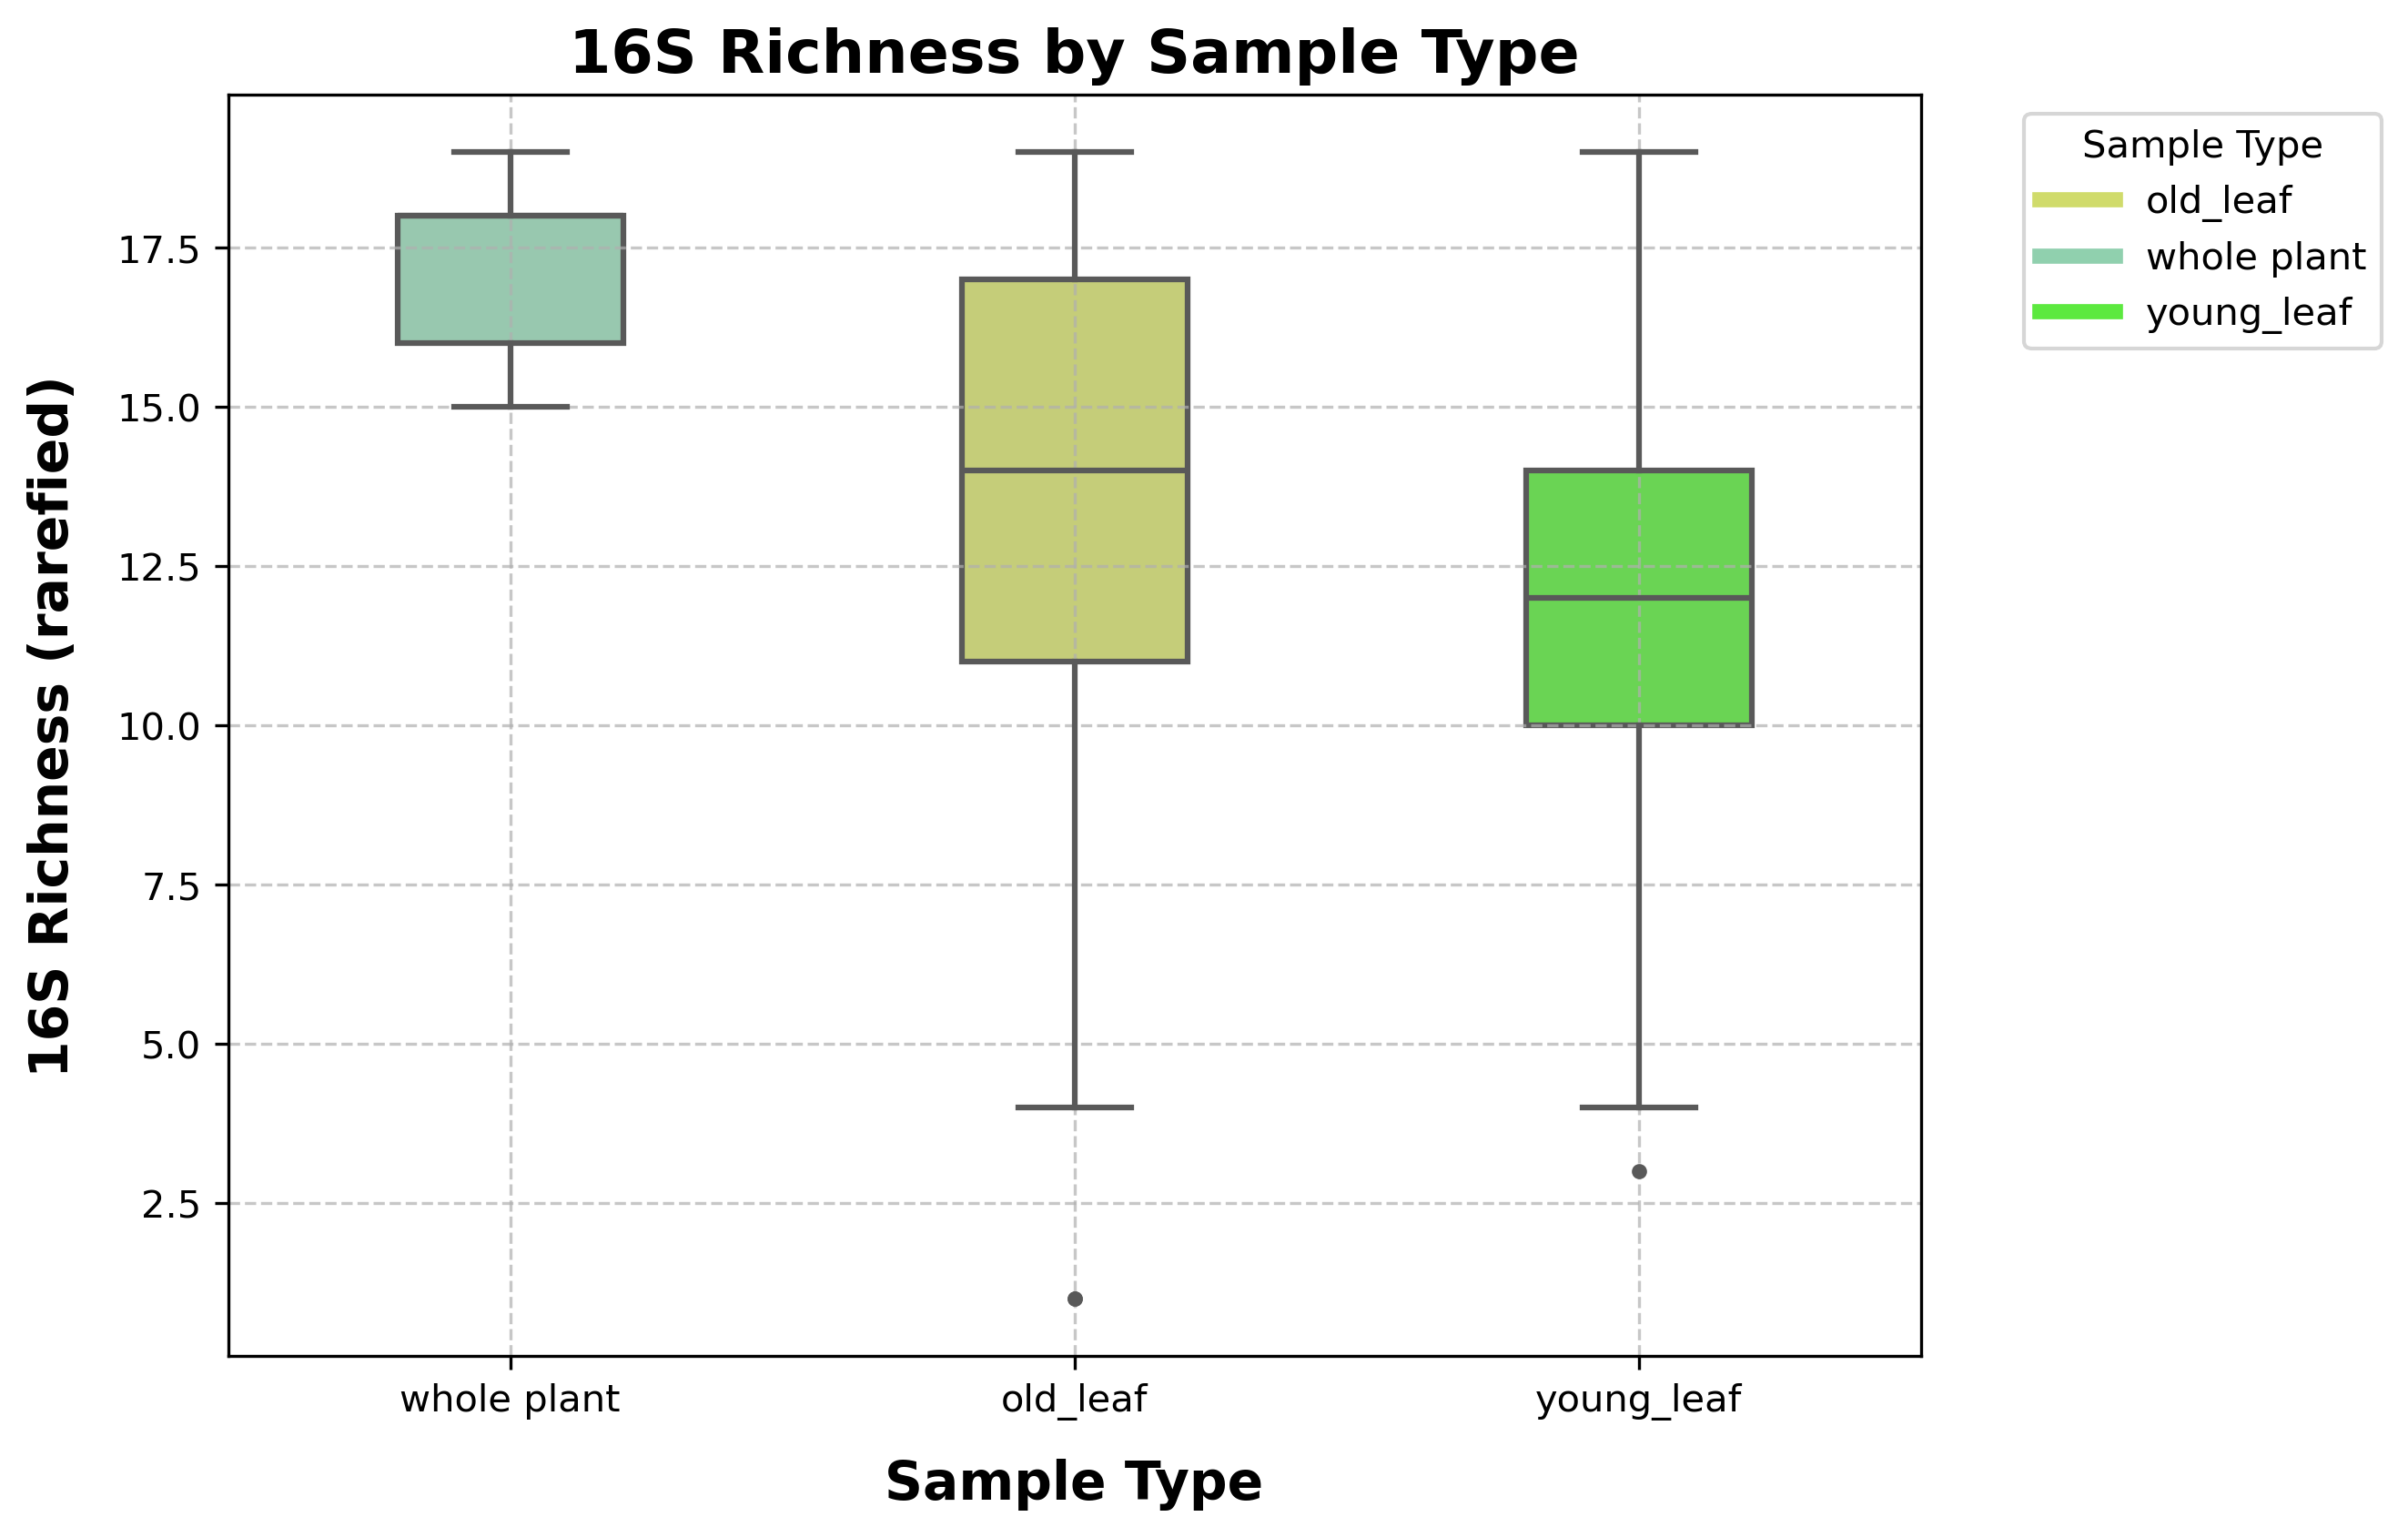 16S Richness by Sample Type
16S Richness (rarefied)
17.5
15.0
12.5
10.0
7.5
5.0
2.5
whole plant
old_leaf
young_leaf
Sample Type
Sample Type
old_leaf
whole plant
young_leaf